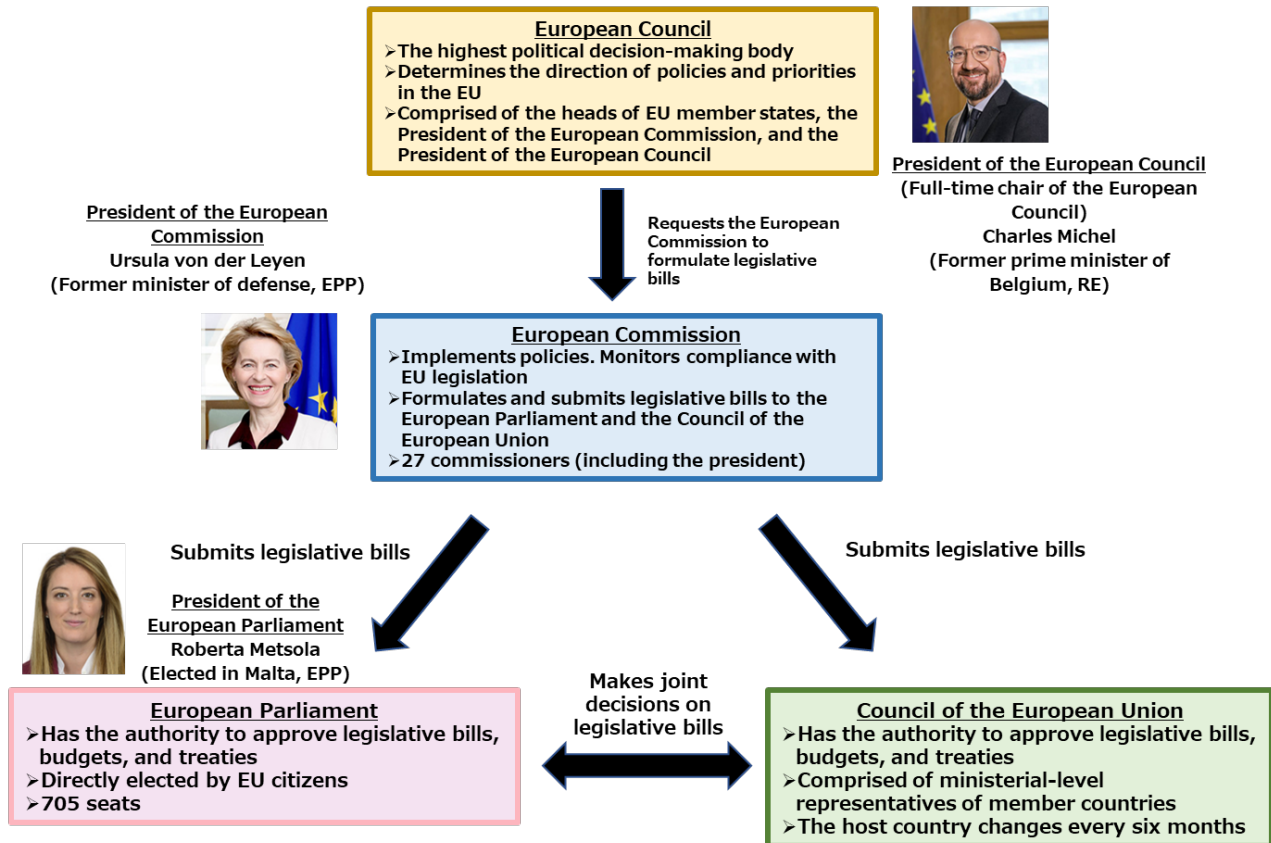 European Council
➢The highest political decision-making body
➢Determines the direction of policies and priorities
in the EU
➢Comprised of the heads of EU member states, the
President of the European Commission, and the
President of the European Council
President of the European Council
(Full-time chair of the European
Council)
Charles Michel
(Former prime minister of
Belgium, RE)
President of the European
Commission
Ursula von der Leyen
(Former minister of defense, EPP)
Requests the European
Commission to
formulate legislative
bills
European Commission
➢Implements policies. Monitors compliance with
EU legislation
➢Formulates and submits legislative bills to the
European Parliament and the Council of the
European Union
➢27 commissioners (including the president)
Submits legislative bills
Submits legislative bills
President of the
European Parliament
Roberta Metsola
(Elected in Malta, EPP)
Makes joint
decisions on
legislative bills
European Parliament
➢Has the authority to approve legislative bills,
budgets, and treaties
➢Directly elected by EU citizens
➢705 seats
Council of the European Union
➢Has the authority to approve legislative bills,
budgets, and treaties
➢Comprised of ministerial-level
representatives of member countries
➢The host country changes every six months